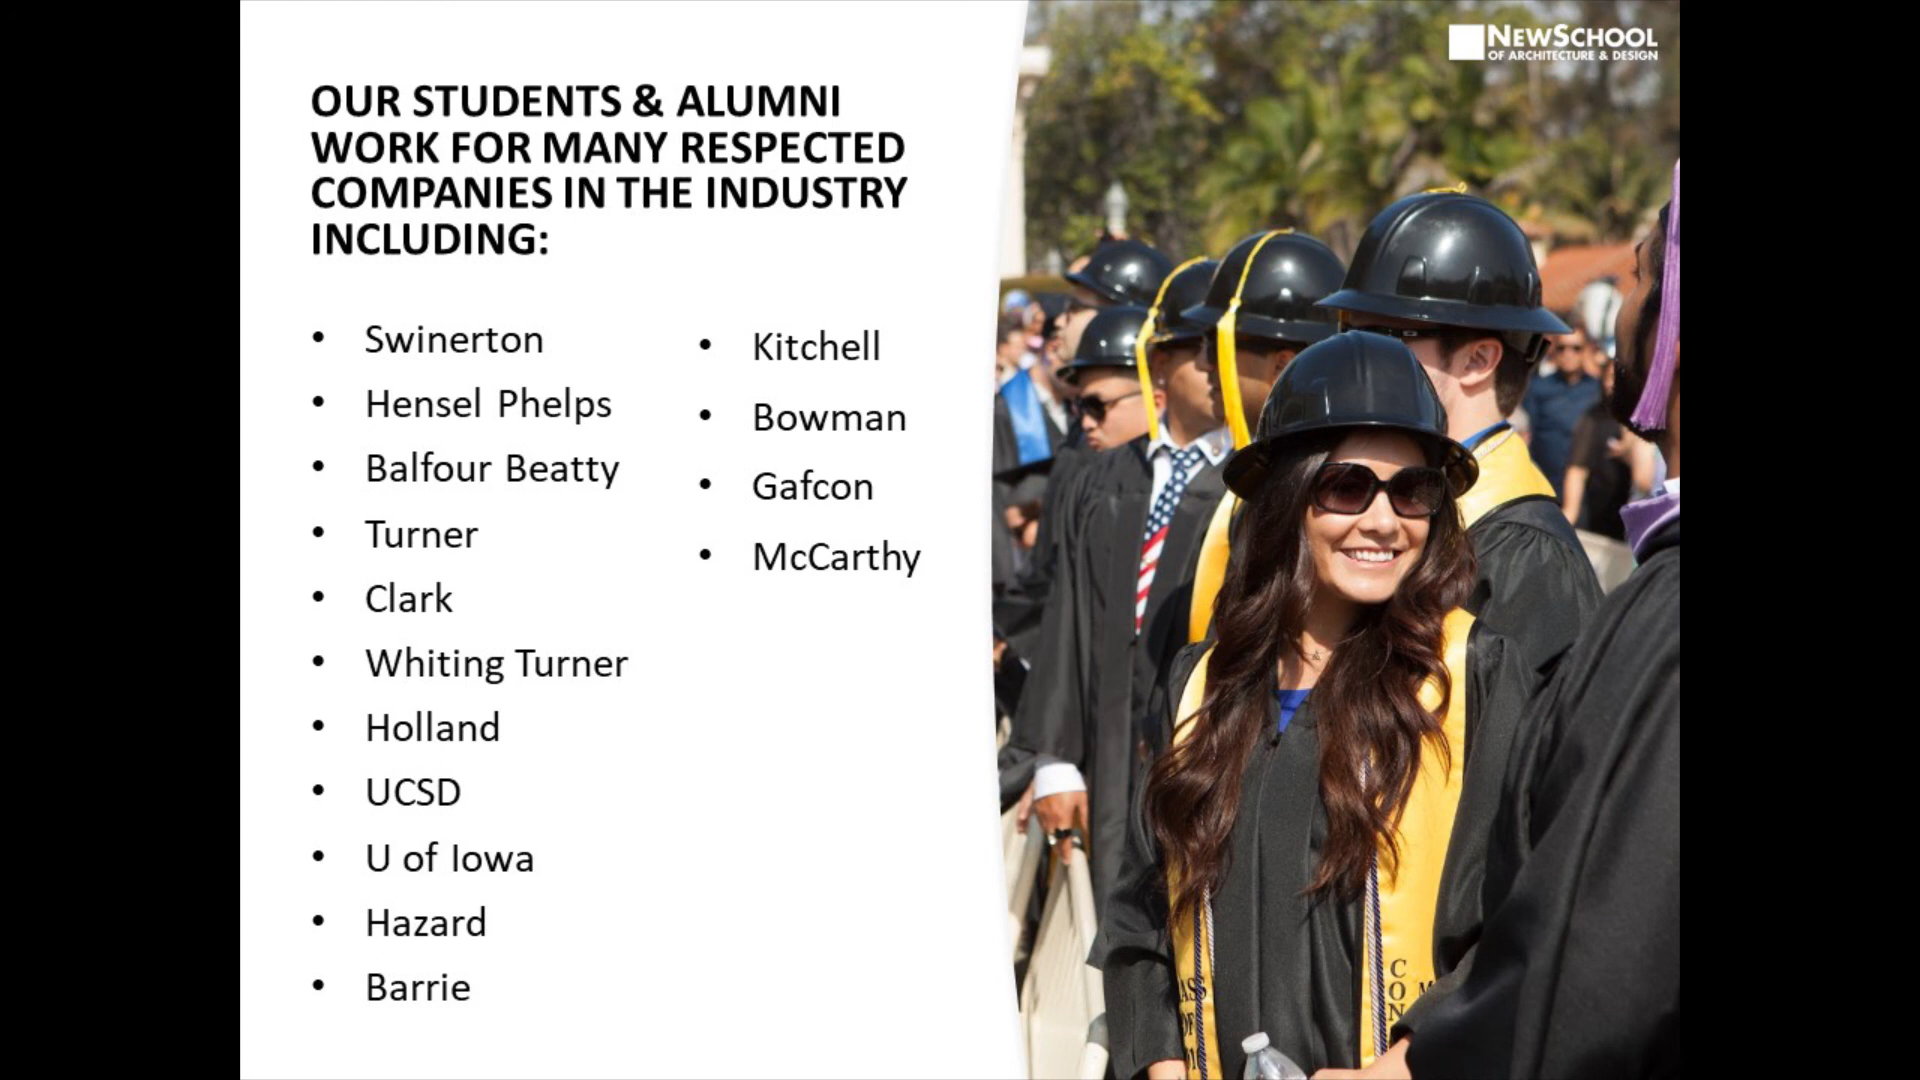 NEWSCHOOL
OF ARCHITECTURE & DESIGN
OUR STUDENTS & ALUMNI
WORK FOR MANY RESPECTED
COMPANIES IN THE INDUSTRY
INCLUDING:
• Swinerton
• Hensel Phelps
• Balfour Beatty
• Turner
• Clark
• Whiting Turner
• Holland
• UCSD
• U of Iowa
• Hazard
• Barrie
• Kitchell
• Bowman
• Gafcon
• McCarthy